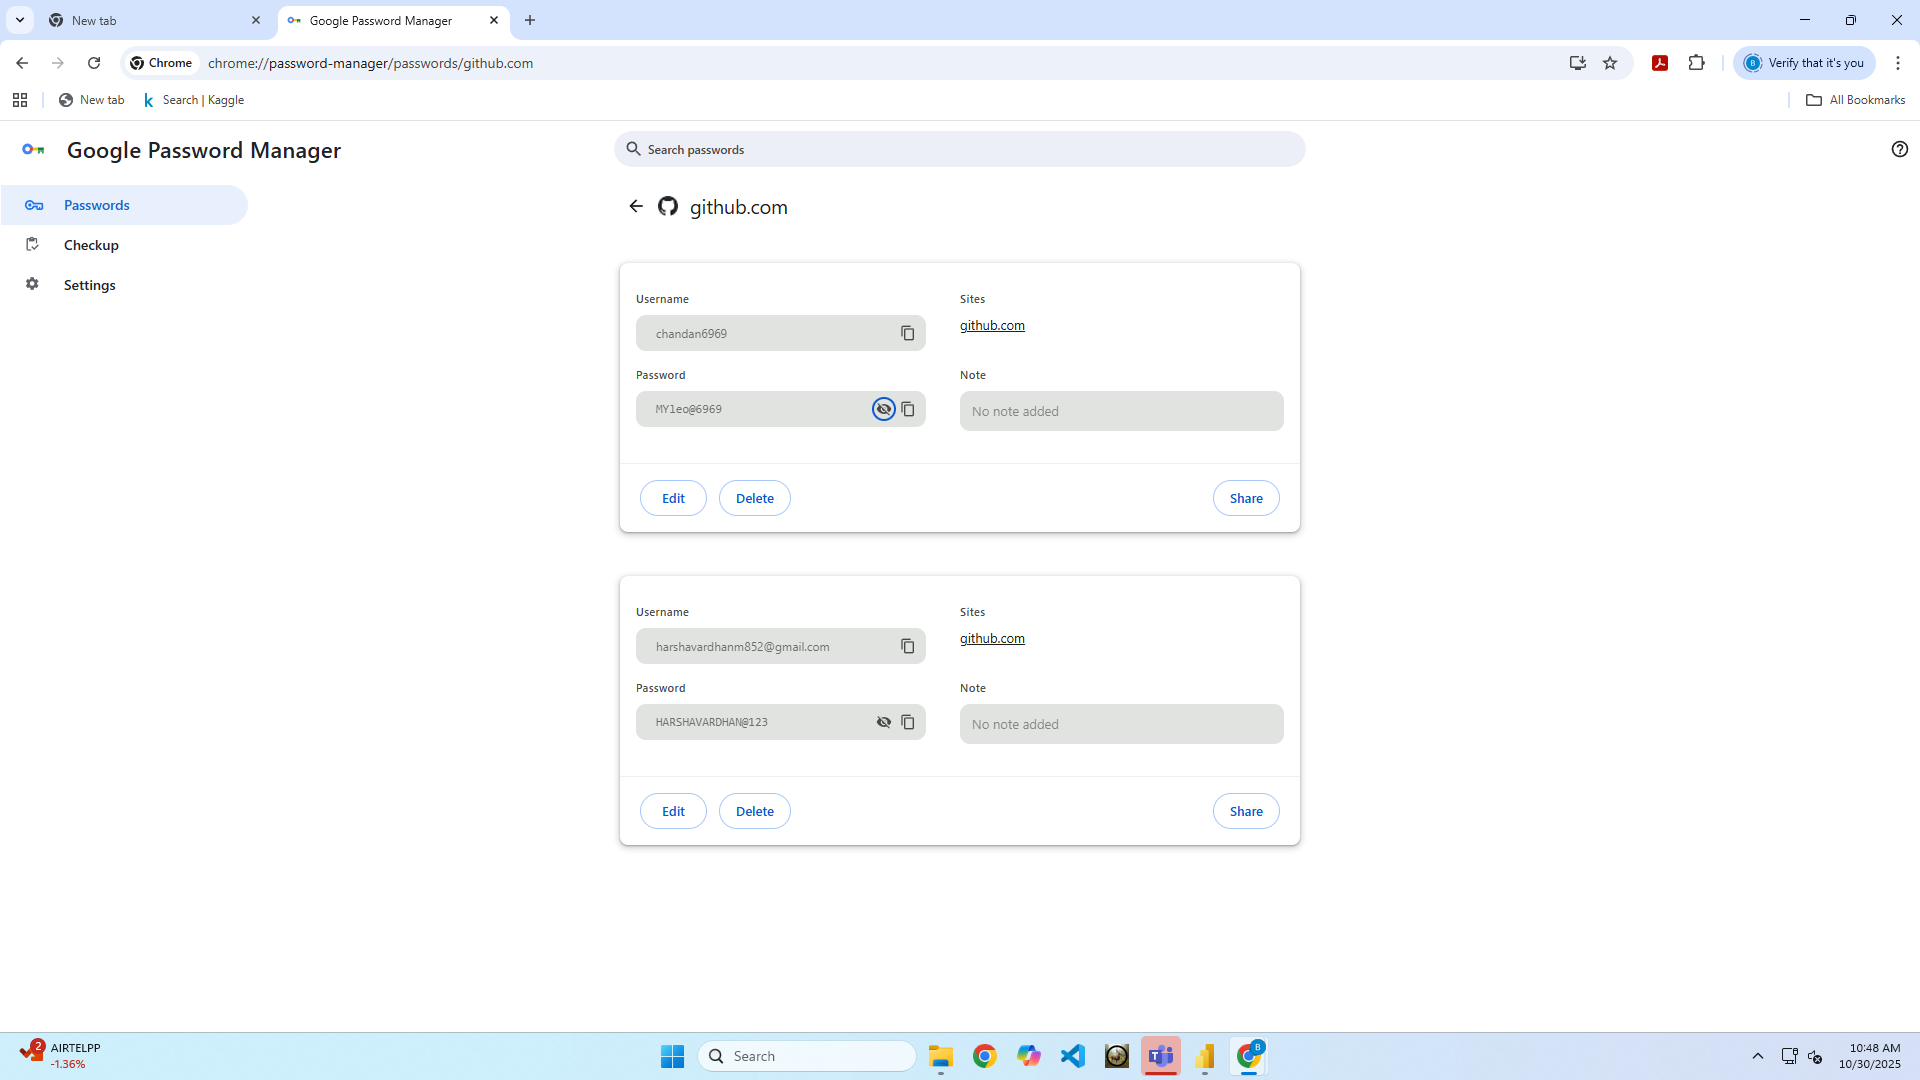 New tab
Google Password Manager
Chrome
chrome://password-manager/passwords/github.com
B
Verify that it's you
New tab
Search | Kaggle
All Bookmarks
Google Password Manager
Search passwords
Passwords
Checkup
Settings
github.com
Username
Sites
chandan6969
github.com
Password
Note
MYleo@6969
No note added
Edit
Delete
Share
Username
Sites
harshavardhanm852@gmail.com
github.com
Password
Note
HARSHAVARDHAN@123
No note added
Edit
Delete
Share
2
AIRTELPP
-1.36%
Search
B
10:48 AM
10/30/2025